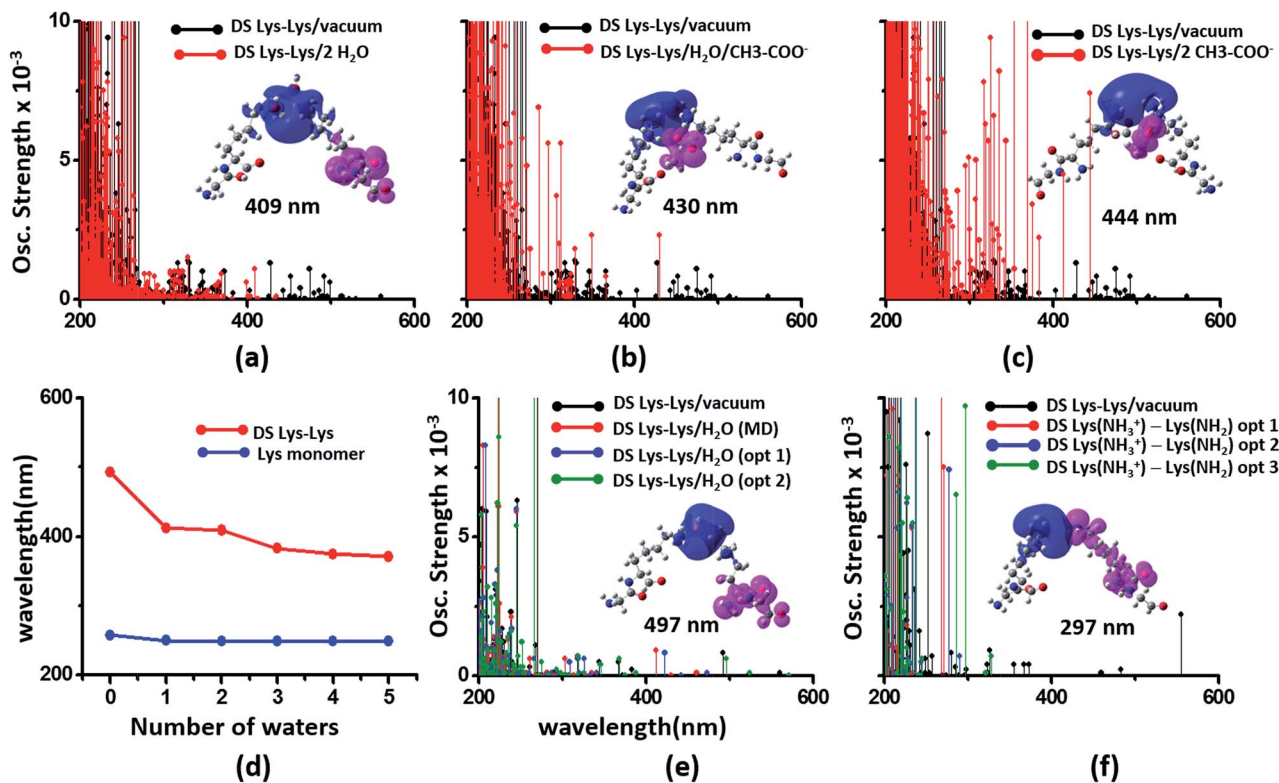 Osc. Strength x 10⁻³
10
5
0
200
400
600
DS Lys-Lys/vacuum
DS Lys-Lys/2 H₂O
409 nm
(a)
10
5
0
200
400
600
DS Lys-Lys/vacuum
DS Lys-Lys/H₂O/CH3-COO⁻
430 nm
(b)
10
5
0
200
400
600
DS Lys-Lys/vacuum
DS Lys-Lys/2 CH3-COO⁻
444 nm
(c)
wavelength(nm)
600
400
200
DS Lys-Lys
Lys monomer
0 1 2 3 4 5
Number of waters
(d)
Osc. Strength x 10⁻³
10
5
0
DS Lys-Lys/vacuum
DS Lys-Lys/H₂O (MD)
DS Lys-Lys/H₂O (opt 1)
DS Lys-Lys/H₂O (opt 2)
497 nm
200
400
600
wavelength(nm)
(e)
Osc. Strength x 10⁻³
10
5
0
DS Lys-Lys/vacuum
DS Lys(NH₃⁺) – Lys(NH₂) opt 1
DS Lys(NH₃⁺) – Lys(NH₂) opt 2
DS Lys(NH₃⁺) – Lys(NH₂) opt 3
297 nm
200
400
600
(f)